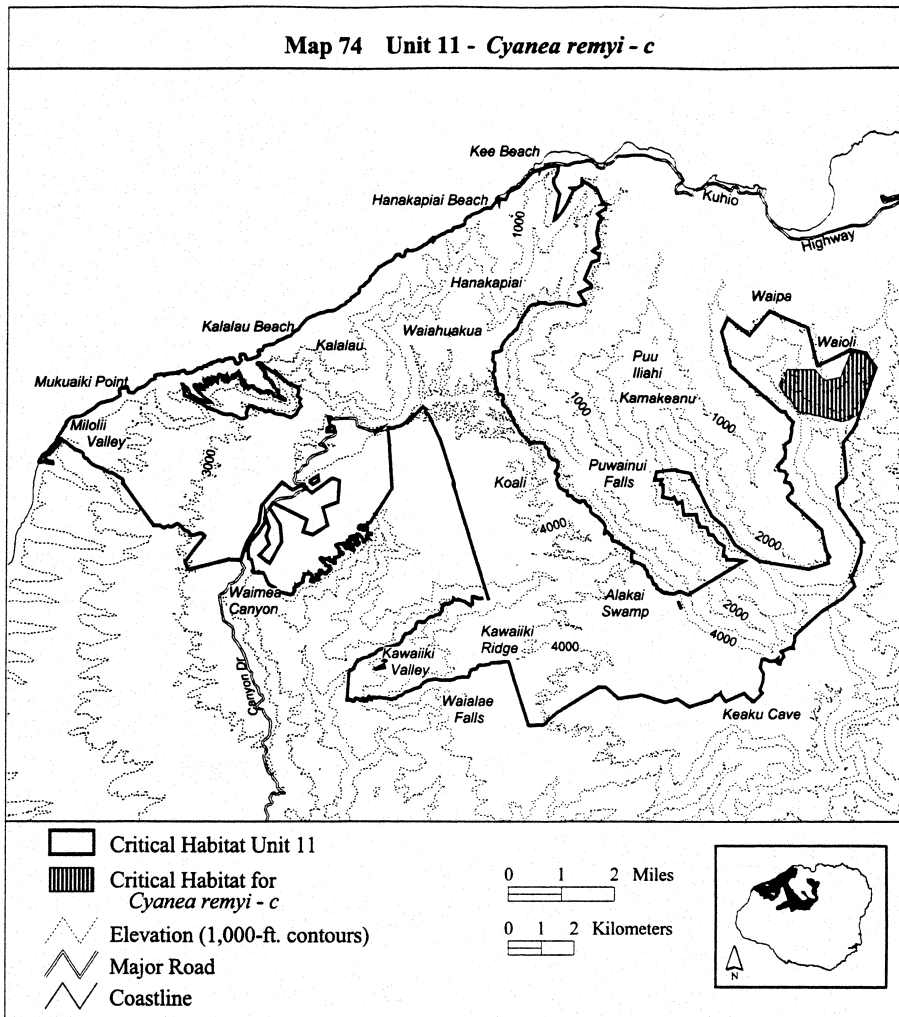 Map 74 Unit 11 - Cyanea remyi - c
Kee Beach
Hanakapiai Beach
Kuhio
Highway
1000
Hanakapiai
Waipa
Kalalau Beach
Waiahuakua
Waioli
Kalalau
Puu
Iliahi
Mukuaiki Point
Kamakeanu
1000
1000
Milolii
Valley
3000
Puwainui
Falls
Koali
4000
2000
Waimea
Canyon
Alakai
Swamp
2000
4000
Kawaiiki
Ridge
4000
Kawaiiki
Valley
Canyon Dr
Waialae
Falls
Keaku Cave
Critical Habitat Unit 11
Critical Habitat for
Cyanea remyi - c
Elevation (1,000-ft. contours)
Major Road
Coastline
0 1 2 Miles
0 1 2 Kilometers
N